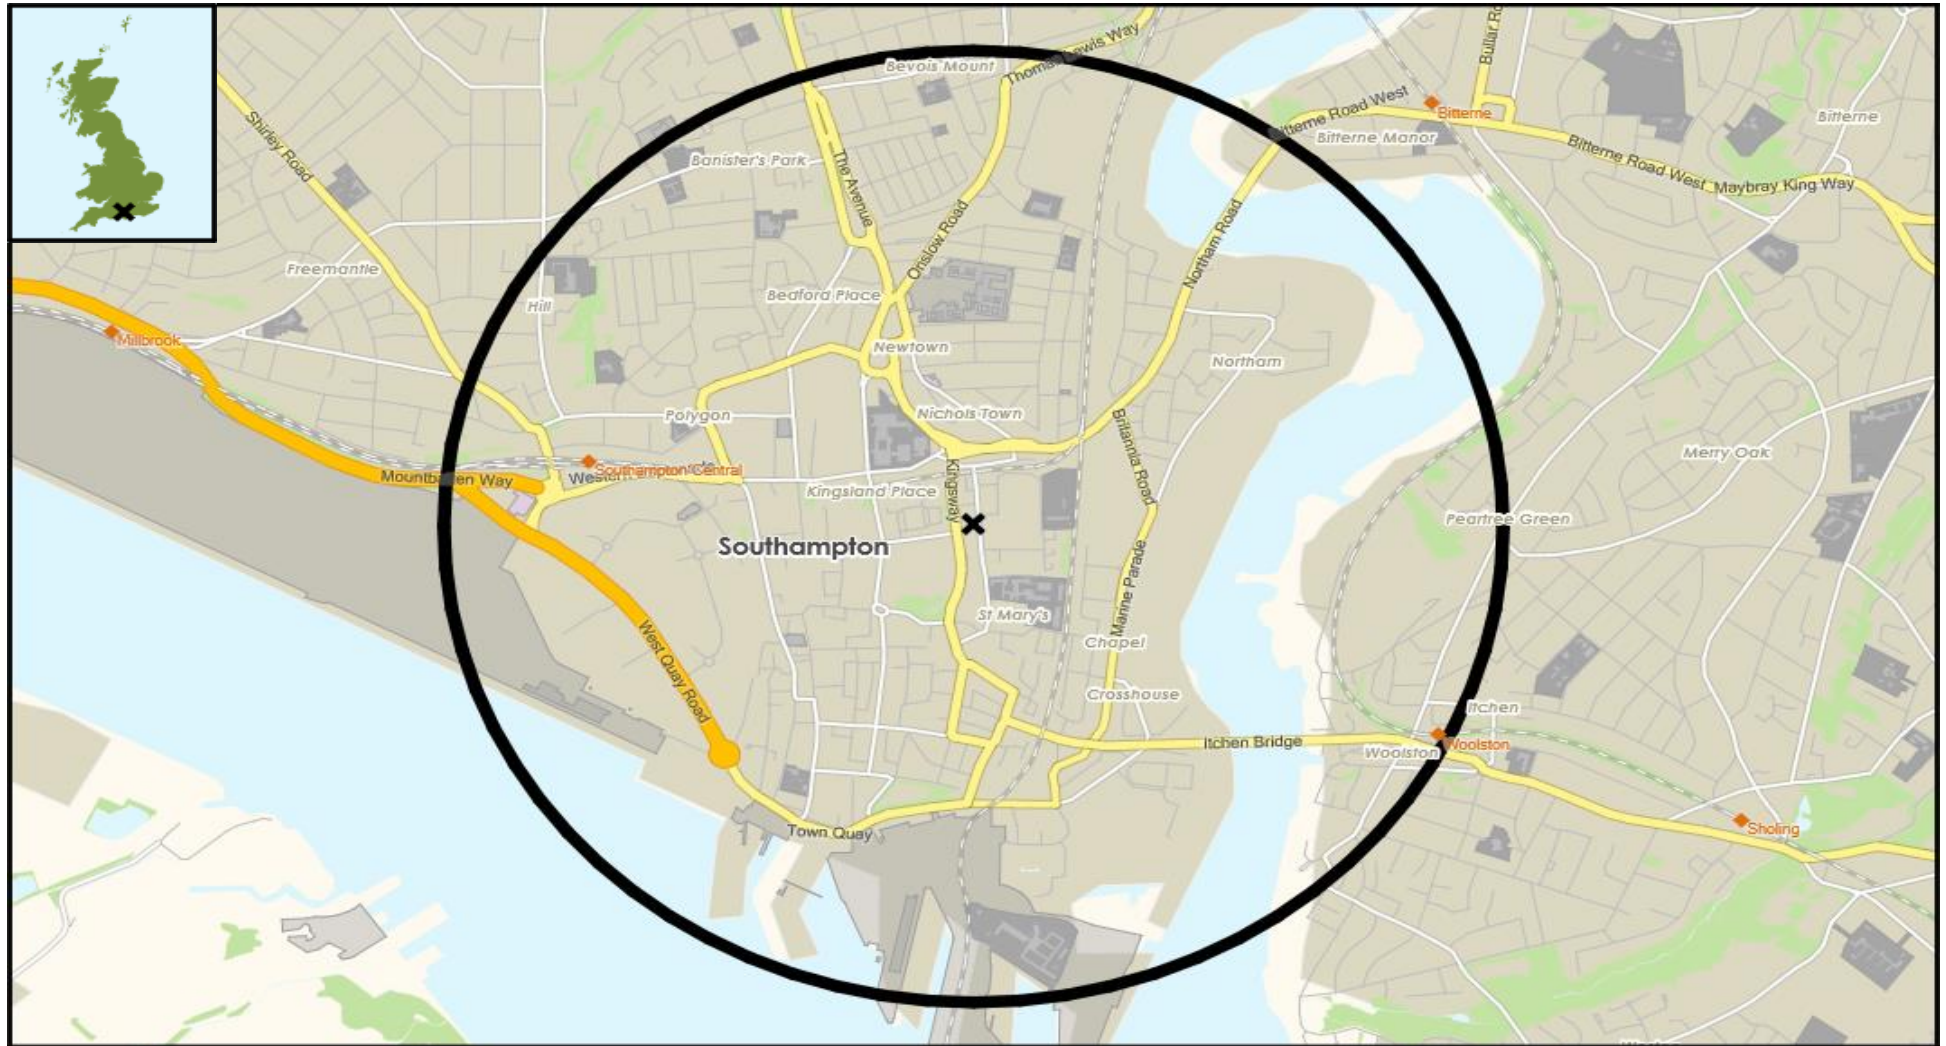 Bevois Mount
Thomas Lewis Way
Bullar Ro
Shirley Road
Bitterne Road West
Bitterne
Bitterne
Bitterne Manor
Banister's Park
The Avenue
Bitterne Road West
Maybray King Way
Onslow Road
Northam Road
Freemantle
Hill
Bedford Place
Millbrook
Newtown
Northam
Polygon
Nichols Town
Britannia Road
Merry Oak
Southampton Central
Mountbatten Way
Western
Kingsland Place
Kingsway
Peartree Green
Southampton
Marine Parade
St Mary's
Chapel
West Quay Road
Crosshouse
Itchen
Itchen Bridge
Woolston
Woolston
Town Quay
Sholing